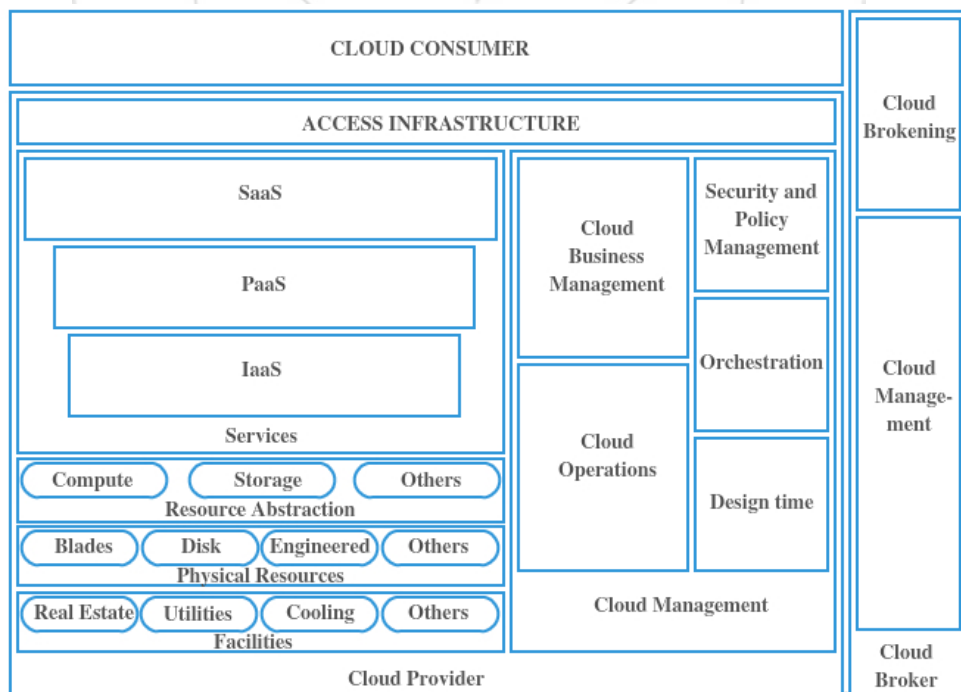 CLOUD CONSUMER
ACCESS INFRASTRUCTURE
SaaS
PaaS
IaaS
Services
Compute
Storage
Others
Resource Abstraction
Blades
Disk
Engineered
Others
Physical Resources
Real Estate
Utilities
Cooling
Others
Facilities
Cloud
Business
Management
Cloud
Operations
Security and
Policy
Management
Orchestration
Design time
Cloud Management
Cloud Provider
Cloud
Brokening
Cloud
Manage-
ment
Cloud
Broker